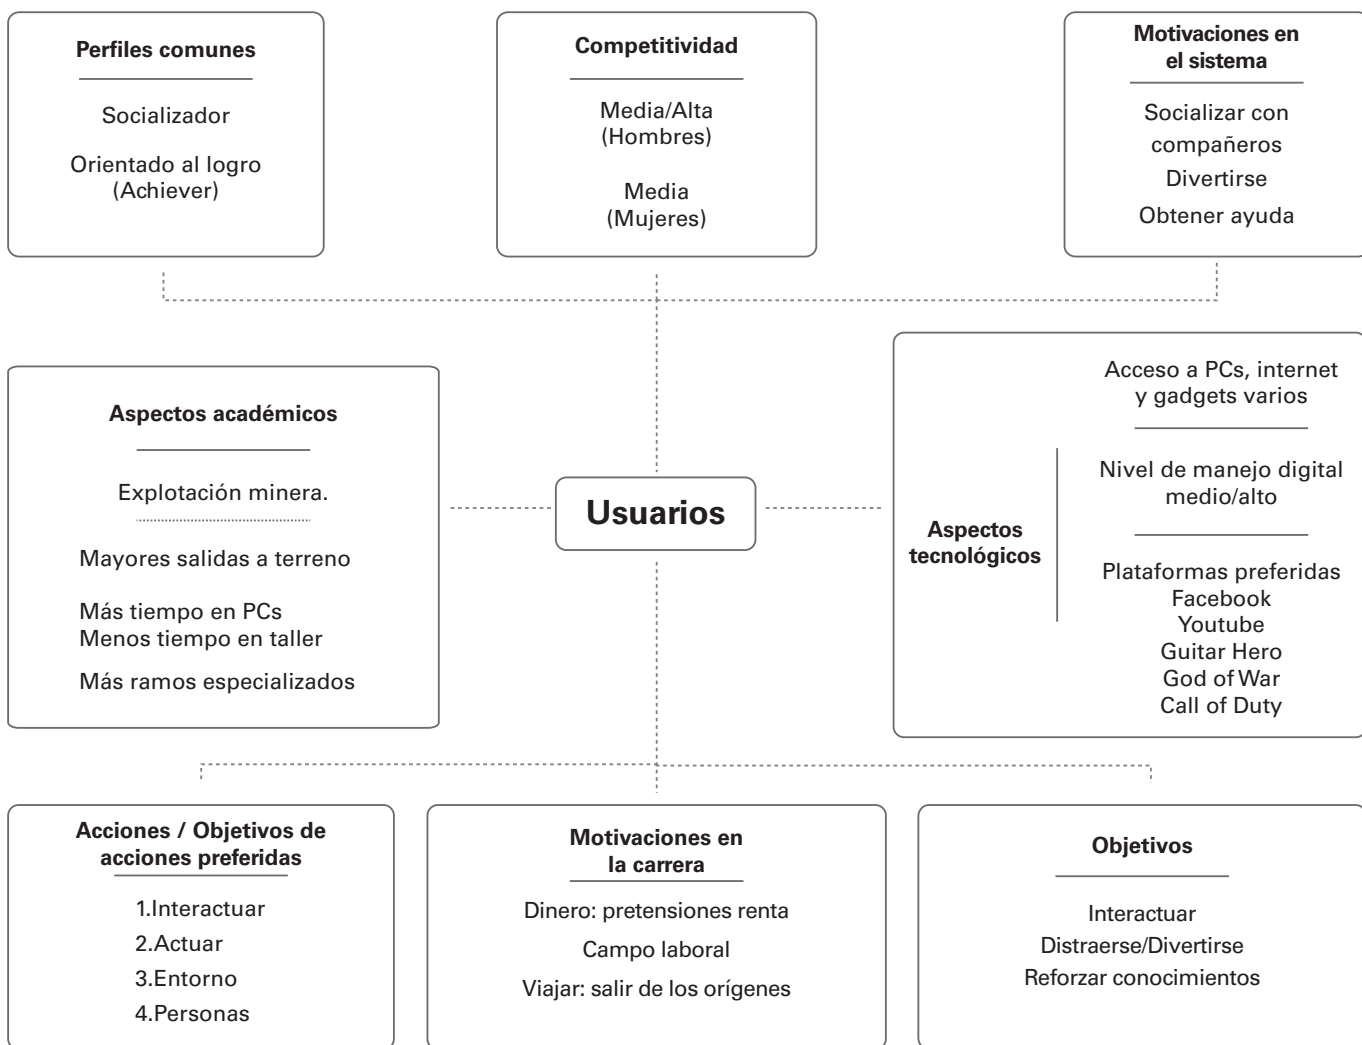 Perfiles comunes
Socializador
Orientado al logro
(Achiever)
Competitividad
Media/Alta
(Hombres)
Media
(Mujeres)
Motivaciones en
el sistema
Socializar con
compañeros
Divertirse
Obtener ayuda
Aspectos académicos
Explotación minera.
Mayores salidas a terreno
Más tiempo en PCs
Menos tiempo en taller
Más ramos especializados
Usuarios
Aspectos
tecnológicos
Acceso a PCs, internet
y gadgets varios
Nivel de manejo digital
medio/alto
Plataformas preferidas
Facebook
Youtube
Guitar Hero
God of War
Call of Duty
Acciones / Objetivos de
acciones preferidas
1.Interactuar
2.Actuar
3.Entorno
4.Personas
Motivaciones en
la carrera
Dinero: pretensiones renta
Campo laboral
Viajar: salir de los orígenes
Objetivos
Interactuar
Distraerse/Divertirse
Reforzar conocimientos